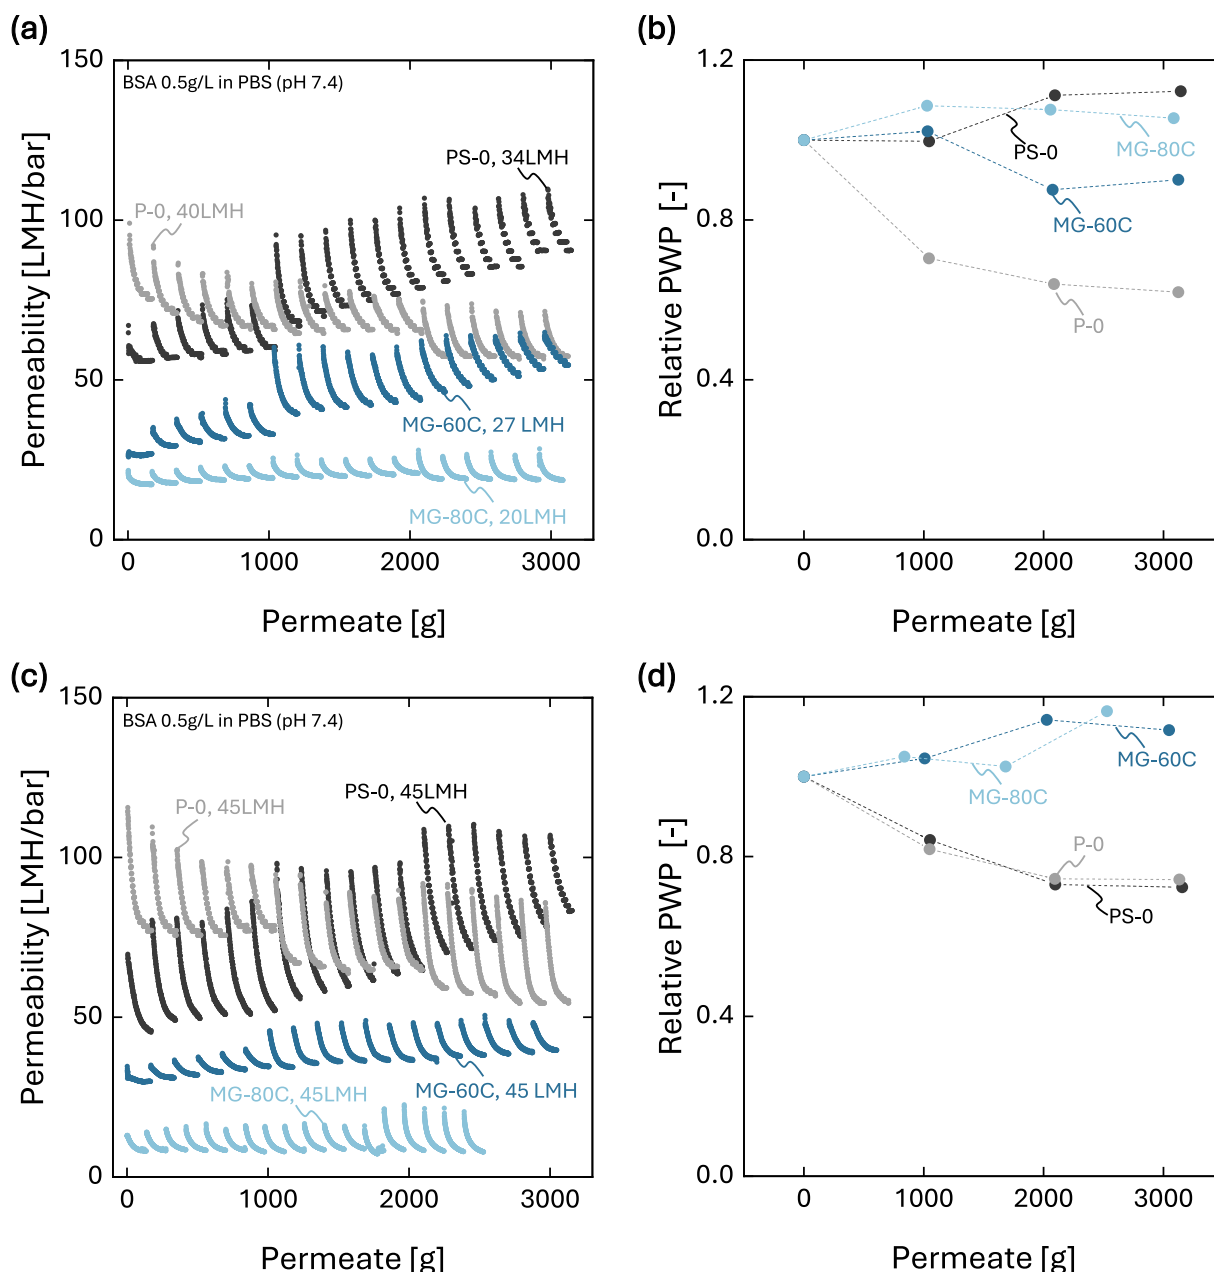 (a)
150
100
50
0
Permeability [LMH/bar]
BSA 0.5g/L in PBS (pH 7.4)
PS-0, 34LMH
P-0, 40LMH
MG-60C, 27 LMH
MG-80C, 20LMH
0 1000 2000 3000
Permeate [g]
(b)
1.2
0.8
0.4
0.0
Relative PWP [-]
PS-0
MG-80C
MG-60C
P-0
0 1000 2000 3000
Permeate [g]
(c)
150
100
50
0
Permeability [LMH/bar]
BSA 0.5g/L in PBS (pH 7.4)
PS-0, 45LMH
P-0, 45LMH
MG-80C, 45LMH
MG-60C, 45 LMH
0 1000 2000 3000
Permeate [g]
(d)
1.2
0.8
0.4
0.0
Relative PWP [-]
MG-60C
MG-80C
P-0
PS-0
0 1000 2000 3000
Permeate [g]